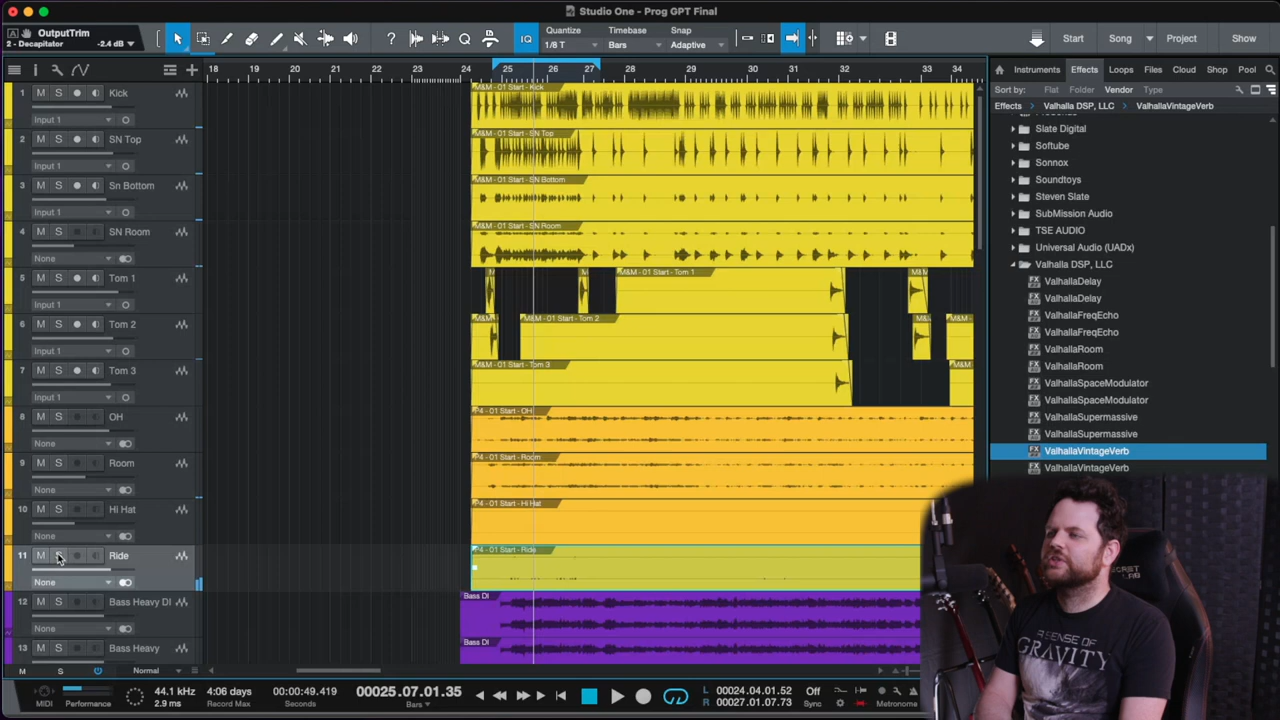 Studio One - Prog GPT Final
OutputTrim
2 - Decapitator
-2.4 dB
IQ
Quantize
1/8 T
Timebase
Bars
Snap
Adaptive
Start
Song
Project
Show
18 19 20 21 22 23 24 25 26 27 28 29 30 31 32 33 34
Instruments Effects Loops Files Cloud Shop Pool
Sort by: Flat Folder Vendor Type
Effects
Valhalla DSP, LLC
ValhallaVintageVerb
Slate Digital
Softube
Sonnox
Soundtoys
Steven Slate
SubMission Audio
TSE AUDIO
Universal Audio (UADx)
Valhalla DSP, LLC
ValhallaDelay
ValhallaDelay
ValhallaFreqEcho
ValhallaFreqEcho
ValhallaRoom
ValhallaRoom
ValhallaSpaceModulator
ValhallaSpaceModulator
ValhallaSupermassive
ValhallaSupermassive
ValhallaVintageVerb
ValhallaVintageVerb
1 M S Kick
Input 1
M&M - 01 Start - Kick
2 M S SN Top
Input 1
M&M - 01 Start - SN Top
3 M S Sn Bottom
Input 1
M&M - 01 Start - SN Bottom
4 M S SN Room
None
M&M - 01 Start - SN Room
5 M S Tom 1
Input 1
M&M - 01 Start - Tom 1
6 M S Tom 2
Input 1
M&M - 01 Start - Tom 2
7 M S Tom 3
Input 1
M&M - 01 Start - Tom 3
8 M S OH
None
P4 - 01 Start - OH
9 M S Room
None
P4 - 01 Start - Room
10 M S Hi Hat
None
P4 - 01 Start - Hi Hat
11 M S Ride
None
P4 - 01 Start - Ride
12 M S Bass Heavy DI
None
Bass DI
13 M S Bass Heavy
Bass DI
M S Normal
MIDI
Performance
44.1 kHz
2.9 ms
4:06 days
Record Max
00:00:49.419
Seconds
00025.07.01.35
Bars
L 00024.04.01.52
R 00027.01.07.73
Off
Sync
Metronome
A SENSE OF
GRAVITY